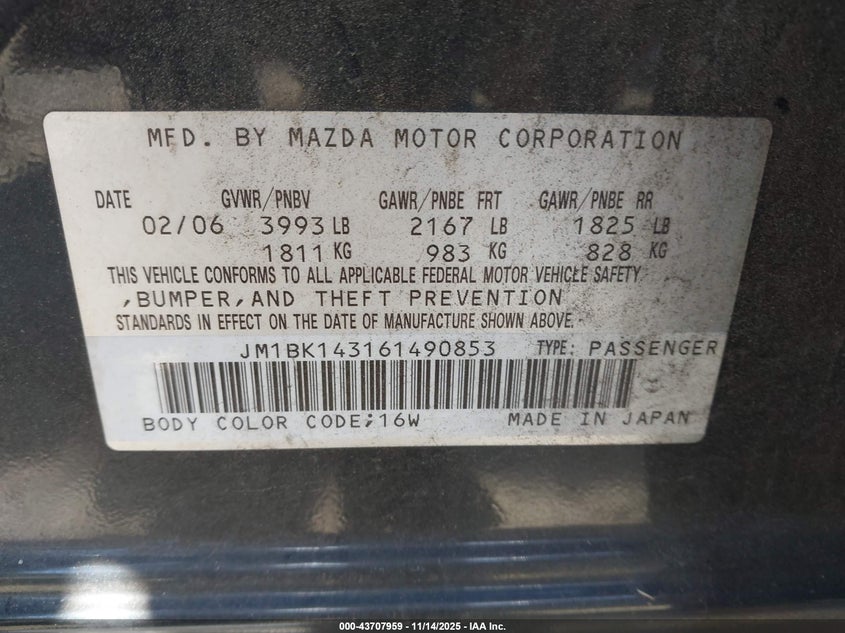 MFD. BY MAZDA MOTOR CORPORATION
DATE GVWR/PNBV GAWR/PNBE FRT GAWR/PNBE RR
02/06 3993 LB 2167 LB 1825 LB
1811 KG 983 KG 828 KG
THIS VEHICLE CONFORMS TO ALL APPLICABLE FEDERAL MOTOR VEHICLE SAFETY
,BUMPER,AND THEFT PREVENTION
STANDARDS IN EFFECT ON THE DATE OF MANUFACTURE SHOWN ABOVE.
JM1BK143161490853 TYPE: PASSENGER
BODY COLOR CODE;16W MADE IN JAPAN
000-43707959 - 11/14/2025 - IAA Inc.